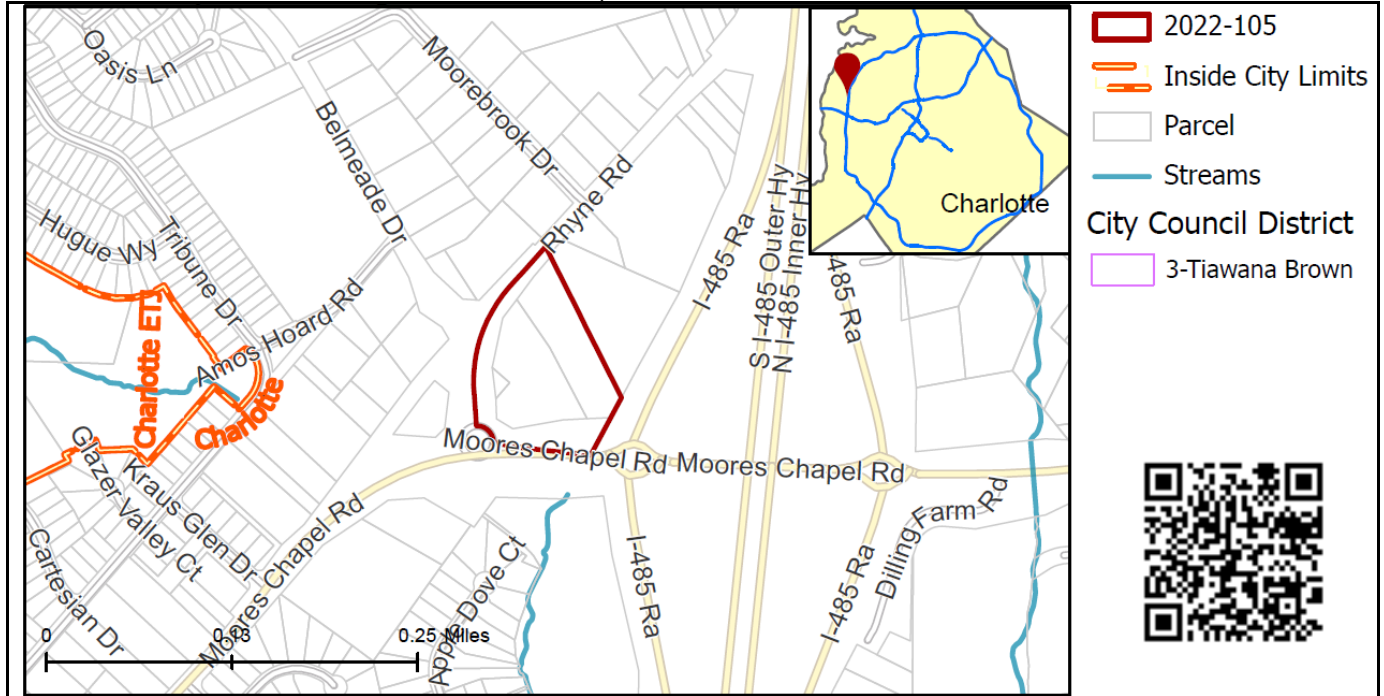 Oasis Ln
Moorebrook Dr
Belmeade Dr
Rhyne Rd
Hugue Wy
Tribune Dr
Amos Hoard Rd
Charlotte ETJ
Charlotte
Glazer Valley Ct
Kraus Glen Dr
Cartesian Dr
Moores Chapel Rd
Moores Chapel Rd
Moores Chapel Rd
Apple Dove Ct
I-485 Ra
S I-485 Outer Hy
N I-485 Inner Hy
I-485 Ra
I-485 Ra
I-485 Ra
Dilling Farm Rd
0
0.13
0.25 Miles
Charlotte
2022-105
Inside City Limits
Parcel
Streams
City Council District
3-Tiawana Brown